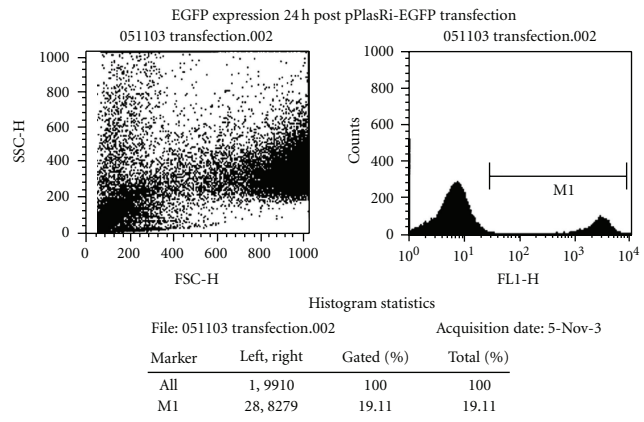 EGFP expression 24 h post pPlasRi-EGFP transfection
051103 transfection.002
1000
800
600
400
200
0
SSC-H
0 200 400 600 800 1000
FSC-H
051103 transfection.002
1000
800
600
400
200
0
Counts
M1
10^0 10^1 10^2 10^3 10^4
FL1-H
Histogram statistics
File: 051103 transfection.002 Acquisition date: 5-Nov-3
Marker Left, right Gated (%) Total (%)
All 1, 9910 100 100
M1 28, 8279 19.11 19.11